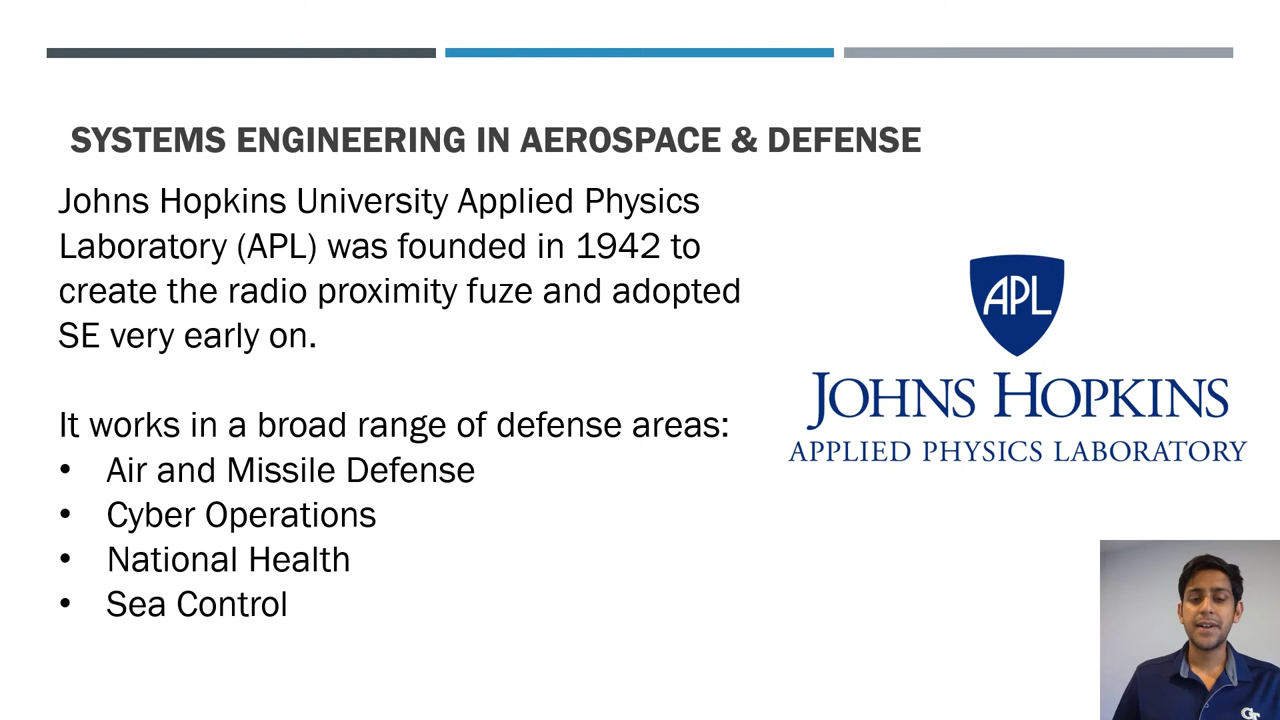 SYSTEMS ENGINEERING IN AEROSPACE & DEFENSE
Johns Hopkins University Applied Physics
Laboratory (APL) was founded in 1942 to
create the radio proximity fuze and adopted
SE very early on.
It works in a broad range of defense areas:
• Air and Missile Defense
• Cyber Operations
• National Health
• Sea Control
APL
JOHNS HOPKINS
APPLIED PHYSICS LABORATORY
GT